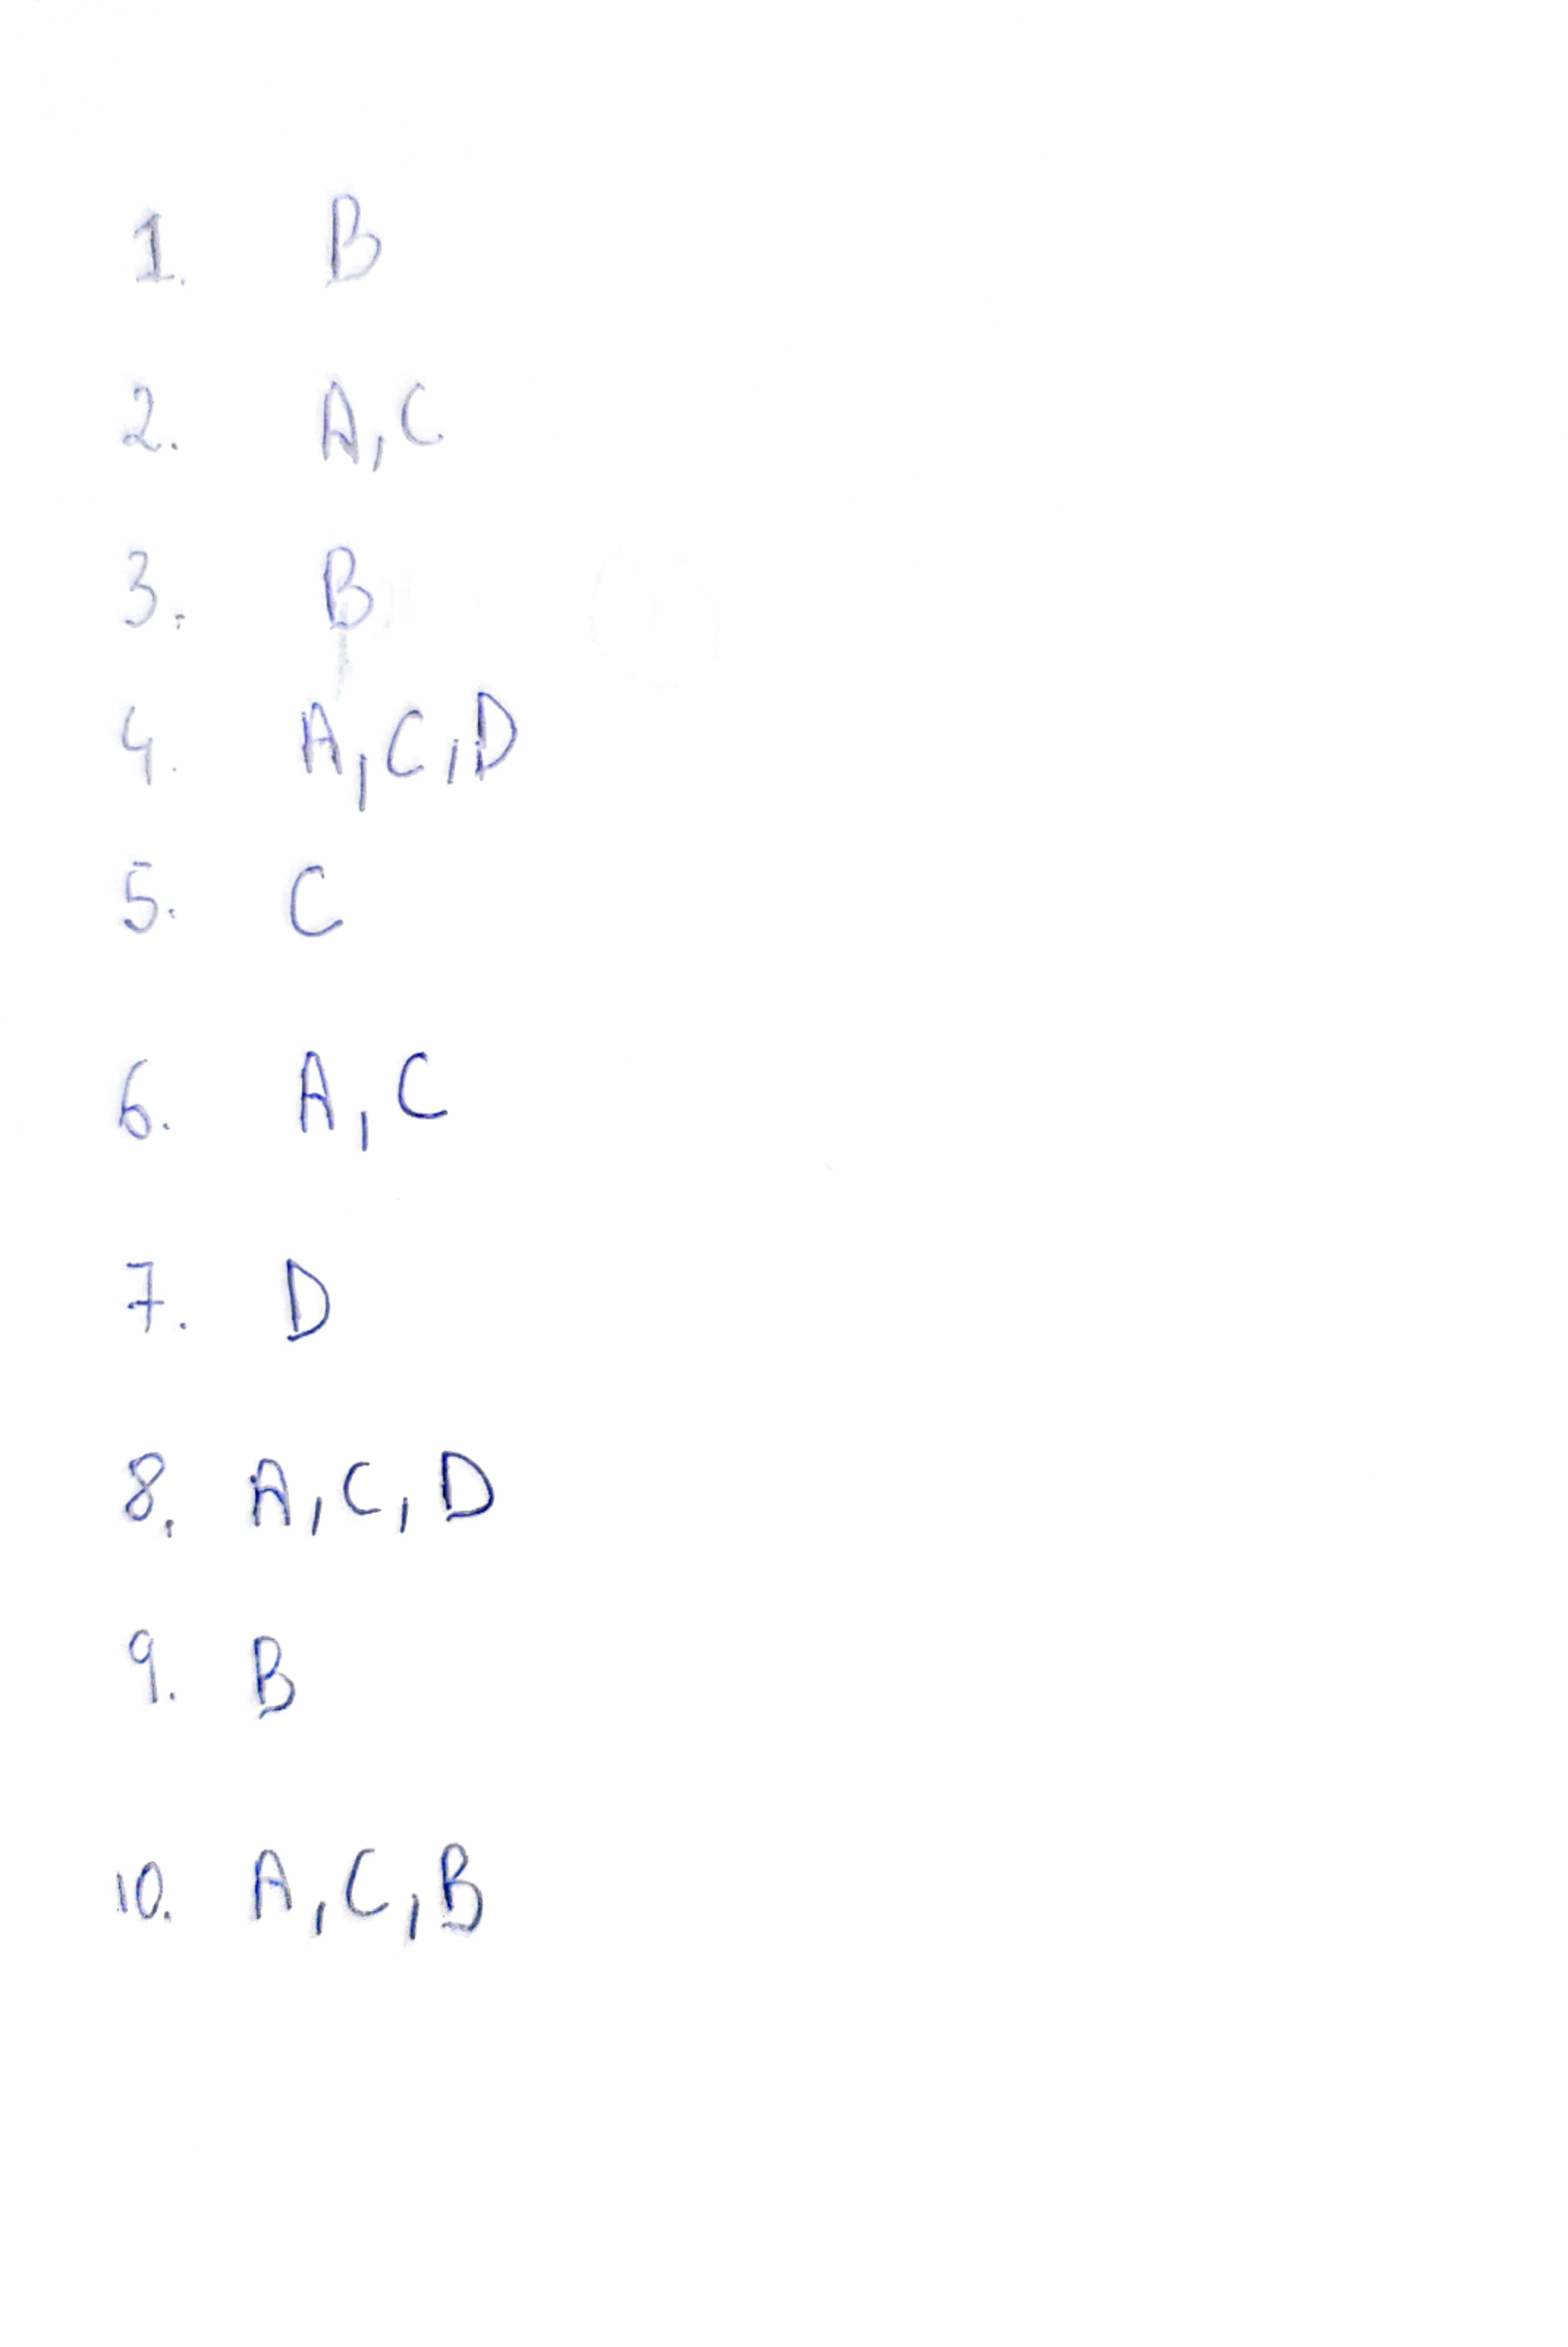 1. B
2. A, C
3. B
4. A, C, D
5. C
6. A, C
7. D
8. A, C, D
9. B
10. A, C, B